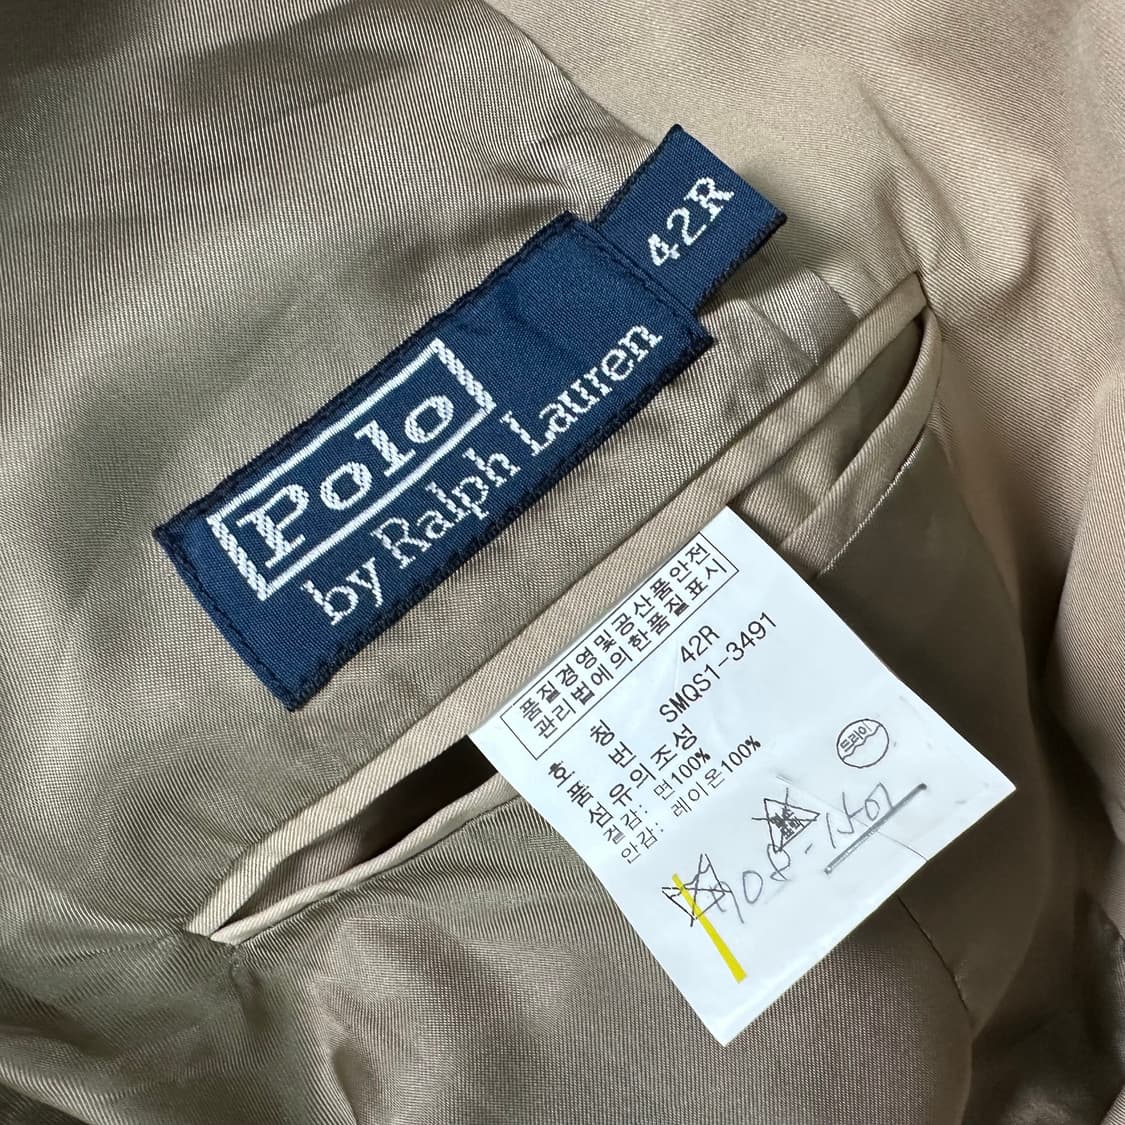 42R
Polo
by Ralph Lauren
품질경영및공산품안전
관리법에의한품질표시
호칭 42R
품번 SMQS1-3491
섬유의조성
겉감: 면100%
안감: 레이온100%
드라이